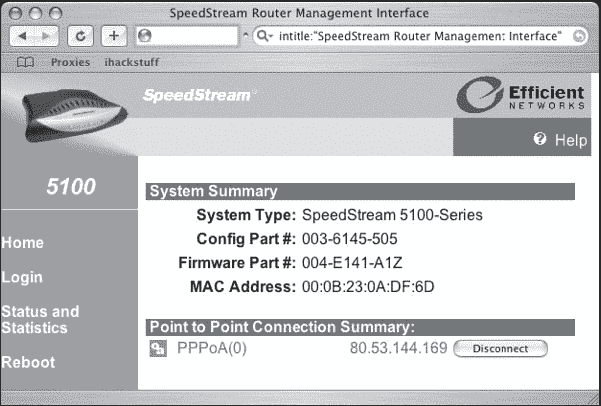 SpeedStream Router Management Interface
intitle:"SpeedStream Router Management: Interface"
Proxies ihackstuff
SpeedStream
Efficient
NETWORKS
? Help
5100
Home
Login
Status and
Statistics
Reboot
System Summary
System Type: SpeedStream 5100-Series
Config Part #: 003-6145-505
Firmware Part #: 004-E141-A1Z
MAC Address: 00:0B:23:0A:DF:6D
Point to Point Connection Summary:
PPPoA(0) 80.53.144.169 Disconnect